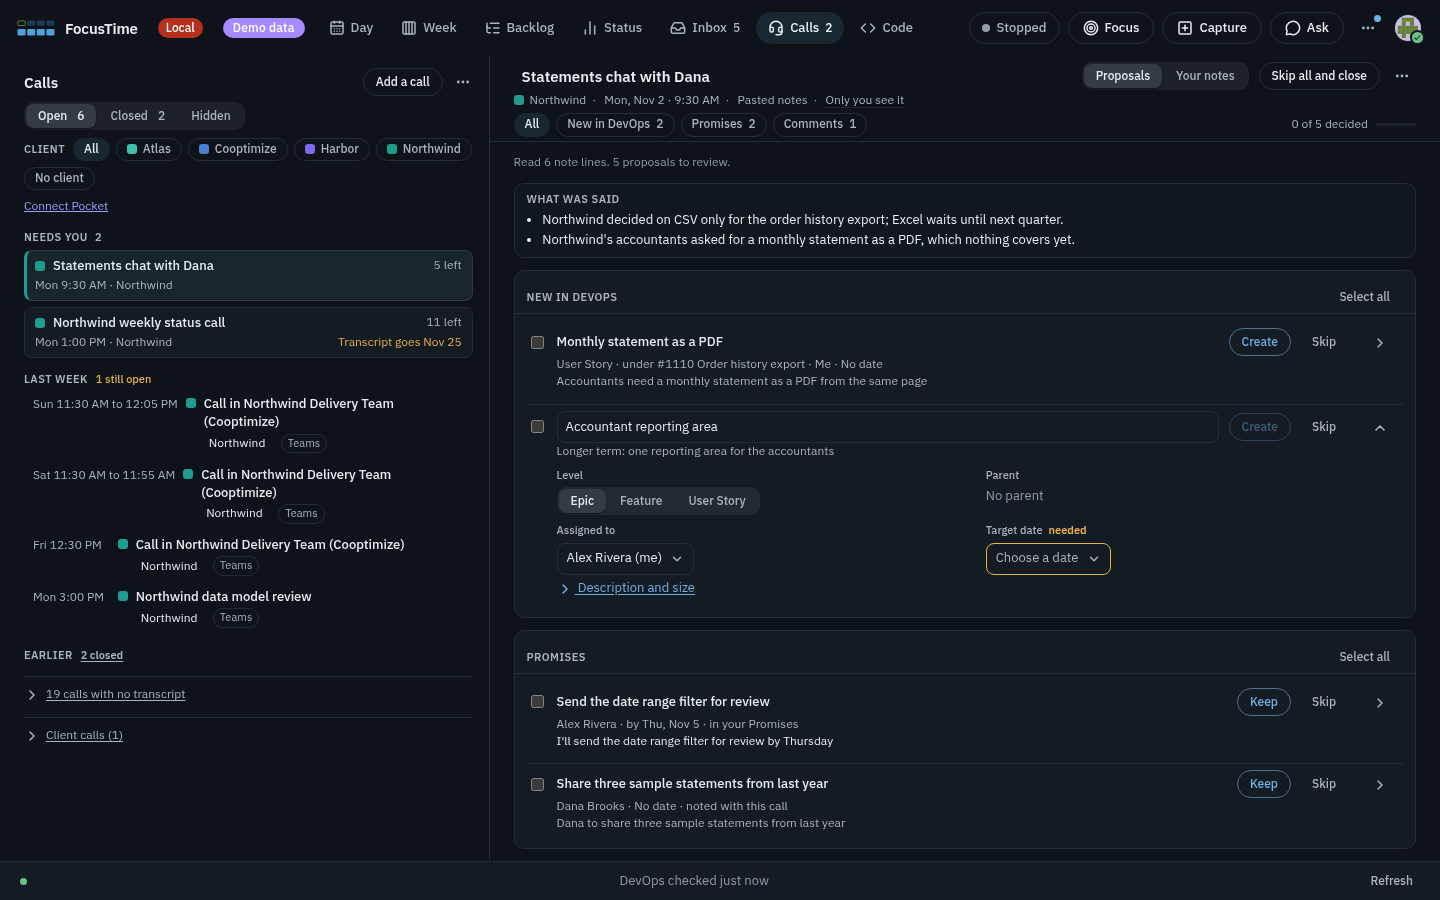 FocusTime
Local
Demo data
Day
Week
Backlog
Status
Inbox 5
Calls 2
Code
Stopped
Focus
Capture
Ask
Calls
Add a call
Open 6
Closed 2
Hidden
CLIENT
All
Atlas
Cooptimize
Harbor
Northwind
No client
Connect Pocket
NEEDS YOU 2
Statements chat with Dana
5 left
Mon 9:30 AM · Northwind
Northwind weekly status call
11 left
Mon 1:00 PM · Northwind
Transcript goes Nov 25
LAST WEEK 1 still open
Sun 11:30 AM to 12:05 PM
Call in Northwind Delivery Team
(Cooptimize)
Northwind
Teams
Sat 11:30 AM to 11:55 AM
Call in Northwind Delivery Team
(Cooptimize)
Northwind
Teams
Fri 12:30 PM
Call in Northwind Delivery Team (Cooptimize)
Northwind
Teams
Mon 3:00 PM
Northwind data model review
Northwind
Teams
EARLIER 2 closed
19 calls with no transcript
Client calls (1)
Statements chat with Dana
Proposals
Your notes
Skip all and close
Northwind · Mon, Nov 2 · 9:30 AM · Pasted notes · Only you see it
All
New in DevOps 2
Promises 2
Comments 1
0 of 5 decided
Read 6 note lines. 5 proposals to review.
WHAT WAS SAID
• Northwind decided on CSV only for the order history export; Excel waits until next quarter.
• Northwind's accountants asked for a monthly statement as a PDF, which nothing covers yet.
NEW IN DEVOPS
Select all
Monthly statement as a PDF
Create
Skip
User Story · under #1110 Order history export · Me · No date
Accountants need a monthly statement as a PDF from the same page
Accountant reporting area
Create
Skip
Longer term: one reporting area for the accountants
Level
Parent
Epic
Feature
User Story
No parent
Assigned to
Target date needed
Alex Rivera (me)
Choose a date
Description and size
PROMISES
Select all
Send the date range filter for review
Keep
Skip
Alex Rivera · by Thu, Nov 5 · in your Promises
I'll send the date range filter for review by Thursday
Share three sample statements from last year
Keep
Skip
Dana Brooks · No date · noted with this call
Dana to share three sample statements from last year
DevOps checked just now
Refresh